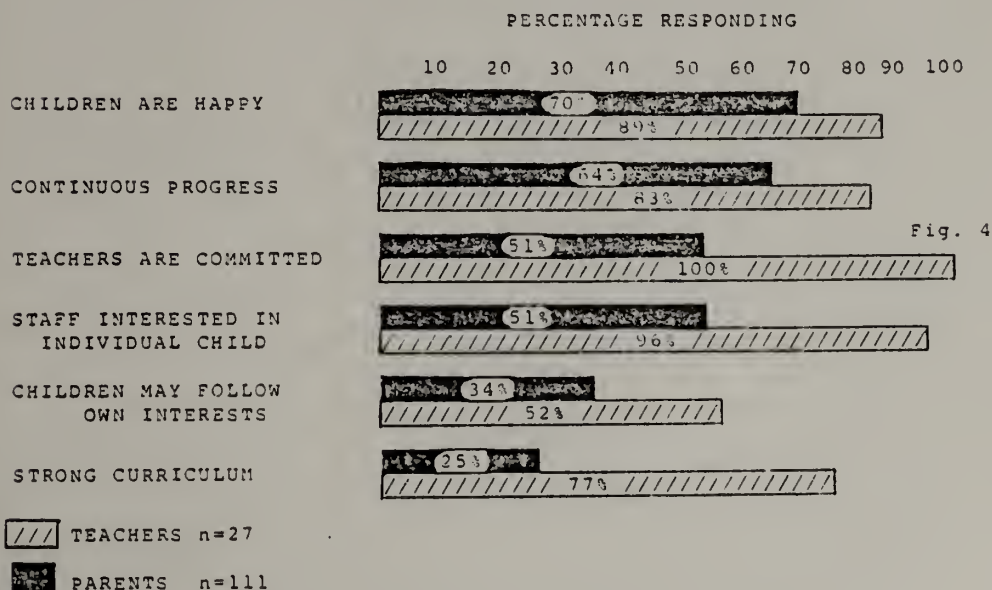 PERCENTAGE RESPONDING
10 20 30 40 50 60 70 80 90 100
CHILDREN ARE HAPPY
70%
89%
CONTINUOUS PROGRESS
64%
83%
Fig. 4
TEACHERS ARE COMMITTED
51%
100%
STAFF INTERESTED IN
INDIVIDUAL CHILD
51%
96%
CHILDREN MAY FOLLOW
OWN INTERESTS
34%
52%
STRONG CURRICULUM
25%
77%
TEACHERS n=27
PARENTS n=111